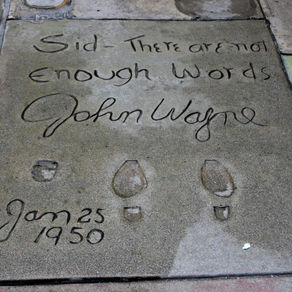 Sid - There are not
Enough Words
John Wayne
Jan 25
1950